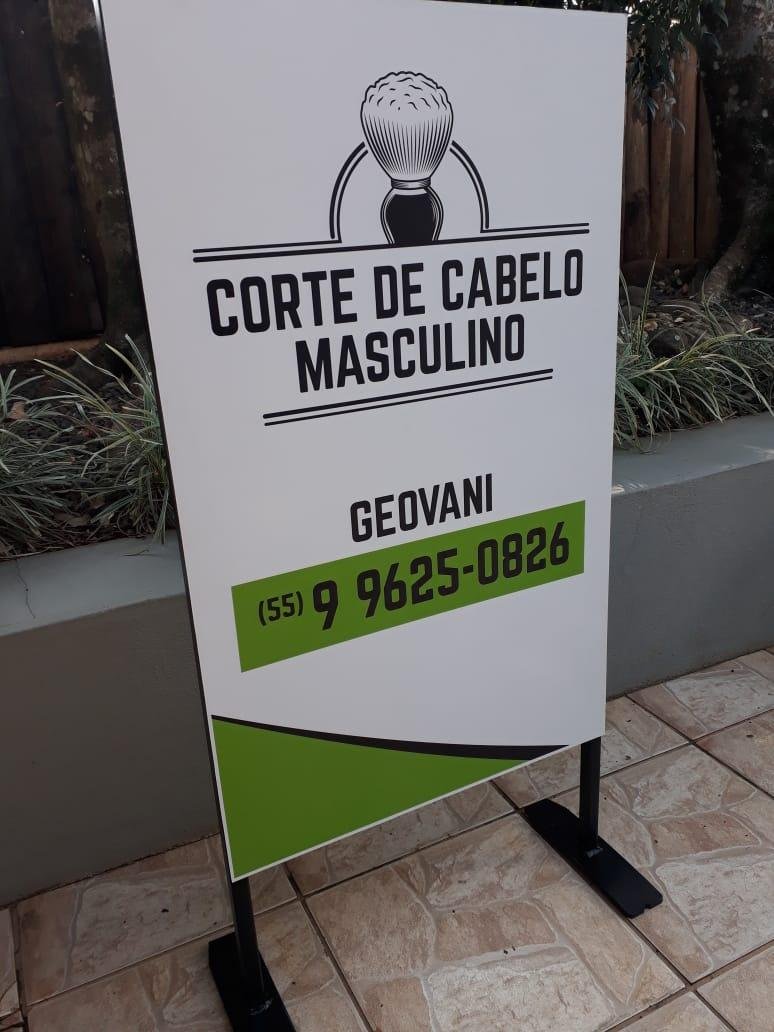 CORTE DE CABELO
MASCULINO
GEOVANI
(55) 9 9625-0826